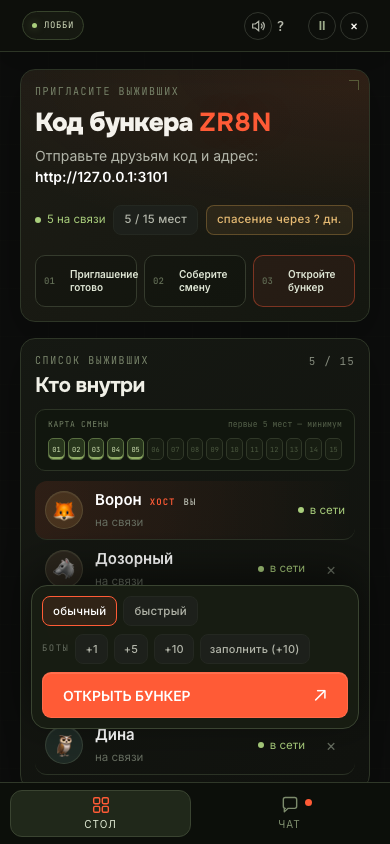 ЛОББИ
?
×
ПРИГЛАСИТЕ ВЫЖИВШИХ
Код бункера ZR8N
Отправьте друзьям код и адрес:
http://127.0.0.1:3101
5 на связи
5 / 15 мест
спасение через ? дн.
01 Приглашение готово
02 Соберите смену
03 Откройте бункер
СПИСОК ВЫЖИВШИХ 5 / 15
Кто внутри
КАРТА СМЕНЫ первые 5 мест — минимум
01 02 03 04 05 06 07 08 09 10 11 12 13 14 15
Ворон ХОСТ ВЫ
на связи
в сети
Дозорный
на связи
в сети ×
обычный быстрый
БОТЫ +1 +5 +10 заполнить (+10)
ОТКРЫТЬ БУНКЕР
Дина
на связи
в сети ×
СТОЛ ЧАТ